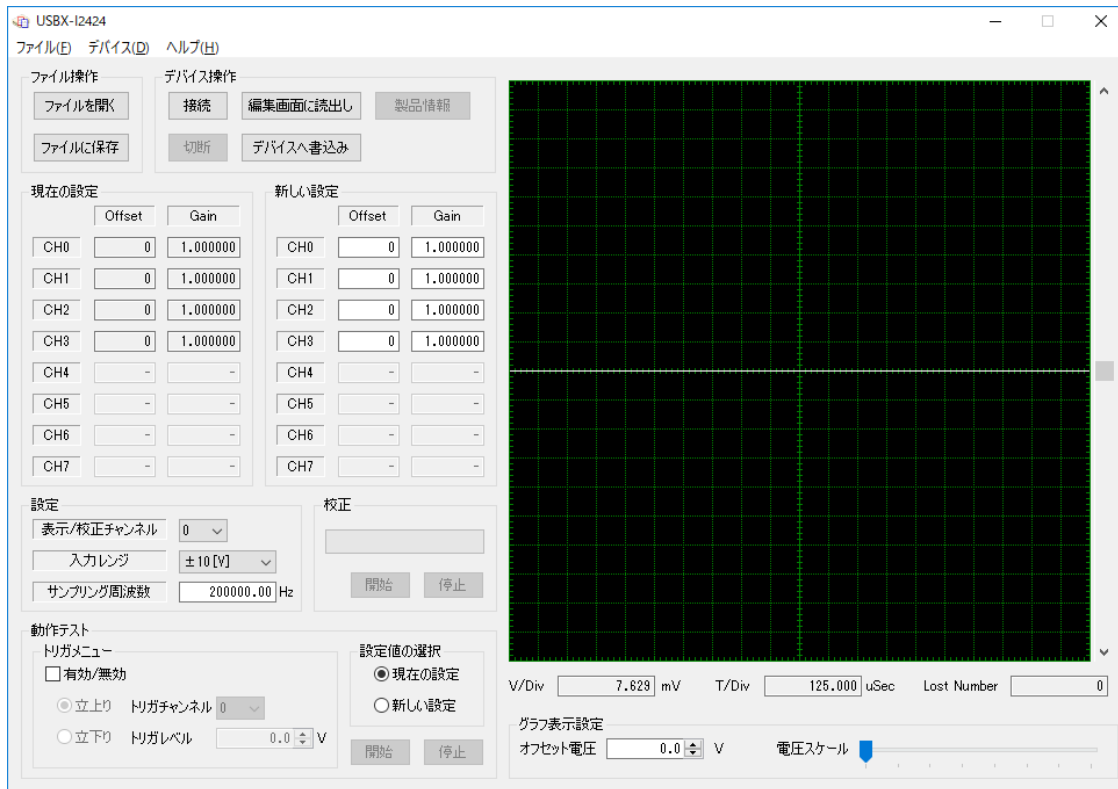 USBX-I2424
ファイル(F) デバイス(D) ヘルプ(H)
ファイル操作
ファイルを開く
ファイルに保存
デバイス操作
接続 編集画面に読出し 製品情報
切断 デバイスへ書込み
現在の設定
Offset Gain
CH0 0 1.000000
CH1 0 1.000000
CH2 0 1.000000
CH3 0 1.000000
CH4 - -
CH5 - -
CH6 - -
CH7 - -
新しい設定
Offset Gain
CH0 0 1.000000
CH1 0 1.000000
CH2 0 1.000000
CH3 0 1.000000
CH4 - -
CH5 - -
CH6 - -
CH7 - -
設定
表示/校正チャンネル 0
入力レンジ ±10[V]
サンプリング周波数 200000.00 Hz
校正
開始 停止
動作テスト
トリガメニュー
有効/無効
立上り トリガチャンネル 0
立下り トリガレベル 0.0 V
設定値の選択
現在の設定
新しい設定
開始 停止
V/Div 7.629 mV T/Div 125.000 uSec Lost Number 0
グラフ表示設定
オフセット電圧 0.0 V 電圧スケール